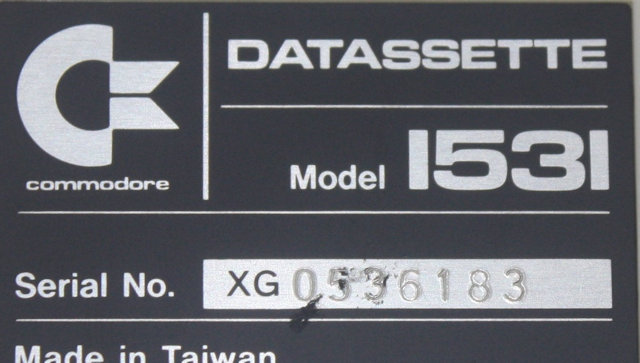 DATASSETTE
commodore
Model 1531
Serial No. XG 0536183
Made in Taiwan